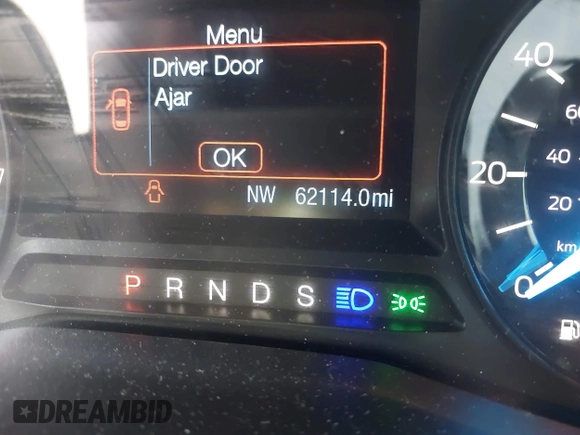 Menu
Driver Door
Ajar
OK
NW 62114.0mi
P R N D S
40
20
0
60
40
20
km
DREAMBID